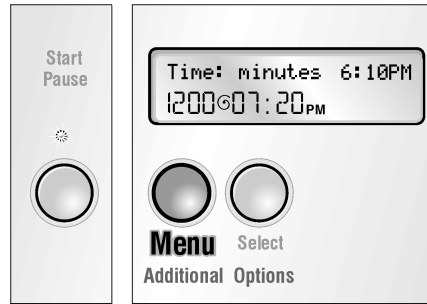 Start
Pause
Time: minutes 6:10PM
1200 07:20PM
Menu Select
Additional Options